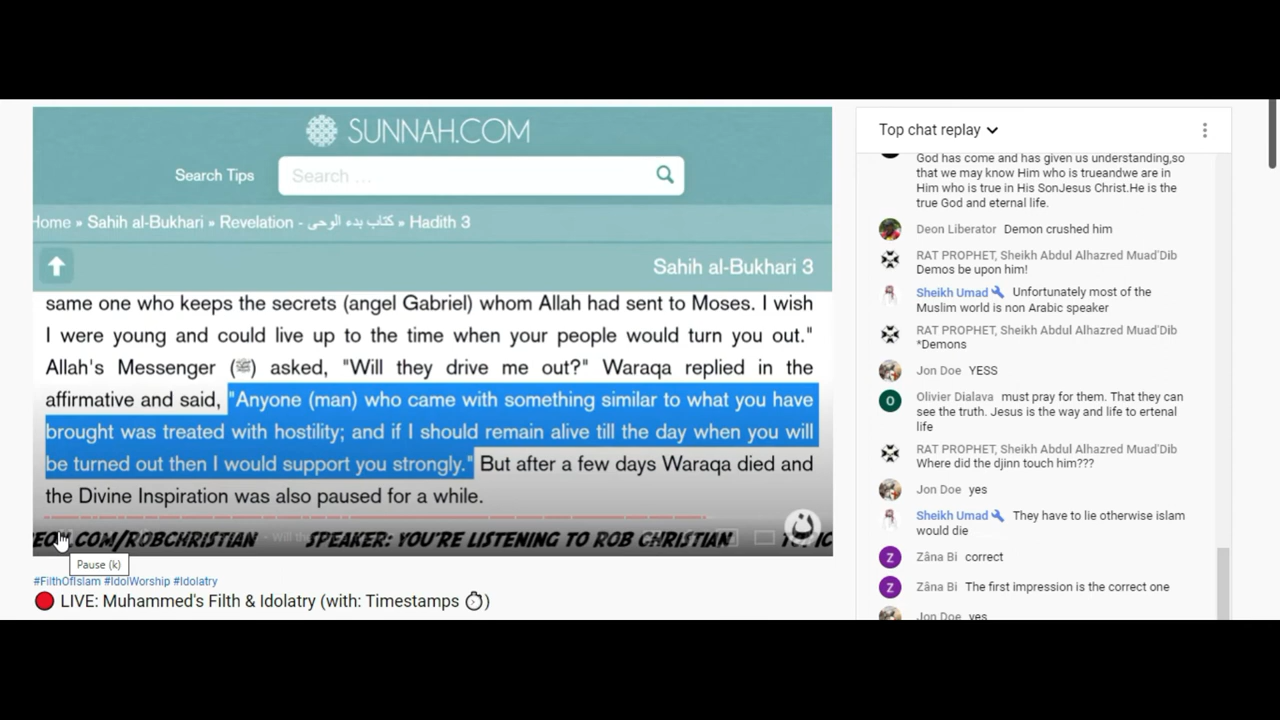 SUNNAH.COM
Search Tips
Search ...
Home » Sahih al-Bukhari » Revelation - كتاب بدء الوحى » Hadith 3
Sahih al-Bukhari 3
same one who keeps the secrets (angel Gabriel) whom Allah had sent to Moses. I wish
I were young and could live up to the time when your people would turn you out."
Allah's Messenger (ﷺ) asked, "Will they drive me out?" Waraqa replied in the
affirmative and said, "Anyone (man) who came with something similar to what you have
brought was treated with hostility; and if I should remain alive till the day when you will
be turned out then I would support you strongly." But after a few days Waraqa died and
the Divine Inspiration was also paused for a while.
.COM/ROBCHRISTIAN SPEAKER: YOU'RE LISTENING TO ROB CHRISTIAN
ن
Pause (k)
#FilthOfIslam #IdolWorship #Idolatry
LIVE: Muhammed's Filth & Idolatry (with: Timestamps ⏱)
Top chat replay
God has come and has given us understanding,so
that we may know Him who is trueandwe are in
Him who is true in His SonJesus Christ.He is the
true God and eternal life.
Deon Liberator Demon crushed him
RAT PROPHET, Sheikh Abdul Alhazred Muad'Dib
Demos be upon him!
Sheikh Umad Unfortunately most of the
Muslim world is non Arabic speaker
RAT PROPHET, Sheikh Abdul Alhazred Muad'Dib
*Demons
Jon Doe YESS
O
Olivier Dialava must pray for them. That they can
see the truth. Jesus is the way and life to ertenal
life
RAT PROPHET, Sheikh Abdul Alhazred Muad'Dib
Where did the djinn touch him???
Jon Doe yes
Sheikh Umad They have to lie otherwise islam
would die
Z
Zâna Bi correct
Z
Zâna Bi The first impression is the correct one
Jon Doe yes